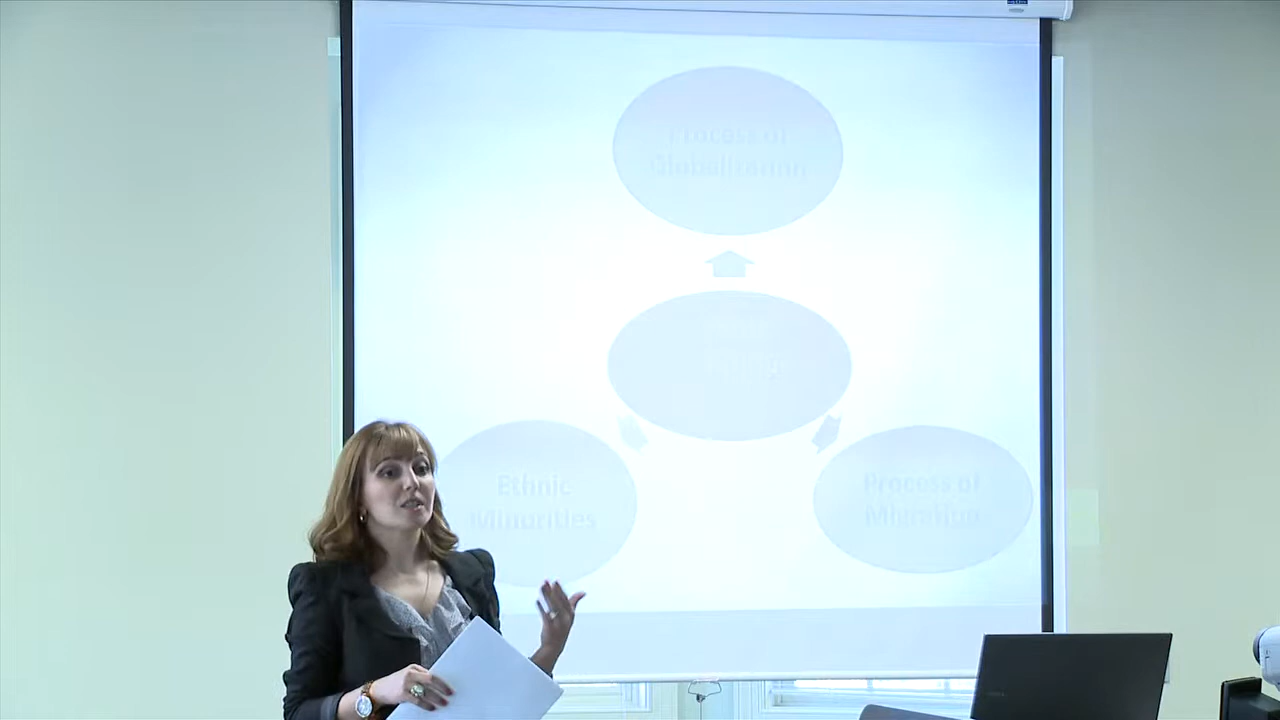 Process of
Globalization
Ethnic
Minorities
Process of
Migration